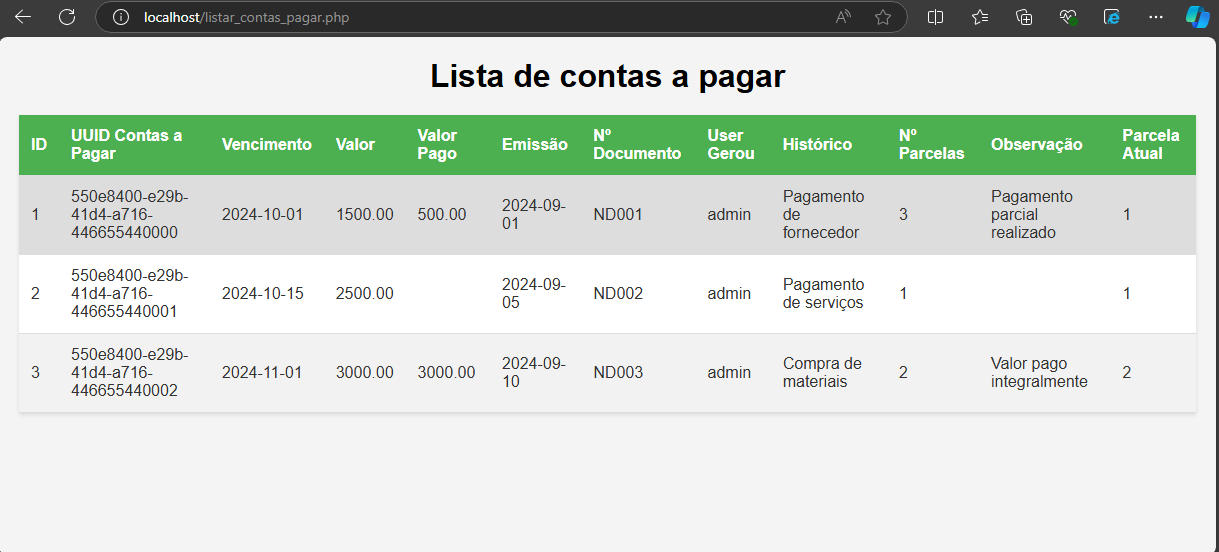 localhost/listar_contas_pagar.php
Lista de contas a pagar
ID UUID Contas a Pagar Vencimento Valor Valor Pago Emissão Nº Documento User Gerou Histórico Nº Parcelas Observação Parcela Atual
1 550e8400-e29b-41d4-a716-446655440000 2024-10-01 1500.00 500.00 2024-09-01 ND001 admin Pagamento de fornecedor 3 Pagamento parcial realizado 1
2 550e8400-e29b-41d4-a716-446655440001 2024-10-15 2500.00 2024-09-05 ND002 admin Pagamento de serviços 1 1
3 550e8400-e29b-41d4-a716-446655440002 2024-11-01 3000.00 3000.00 2024-09-10 ND003 admin Compra de materiais 2 Valor pago integralmente 2